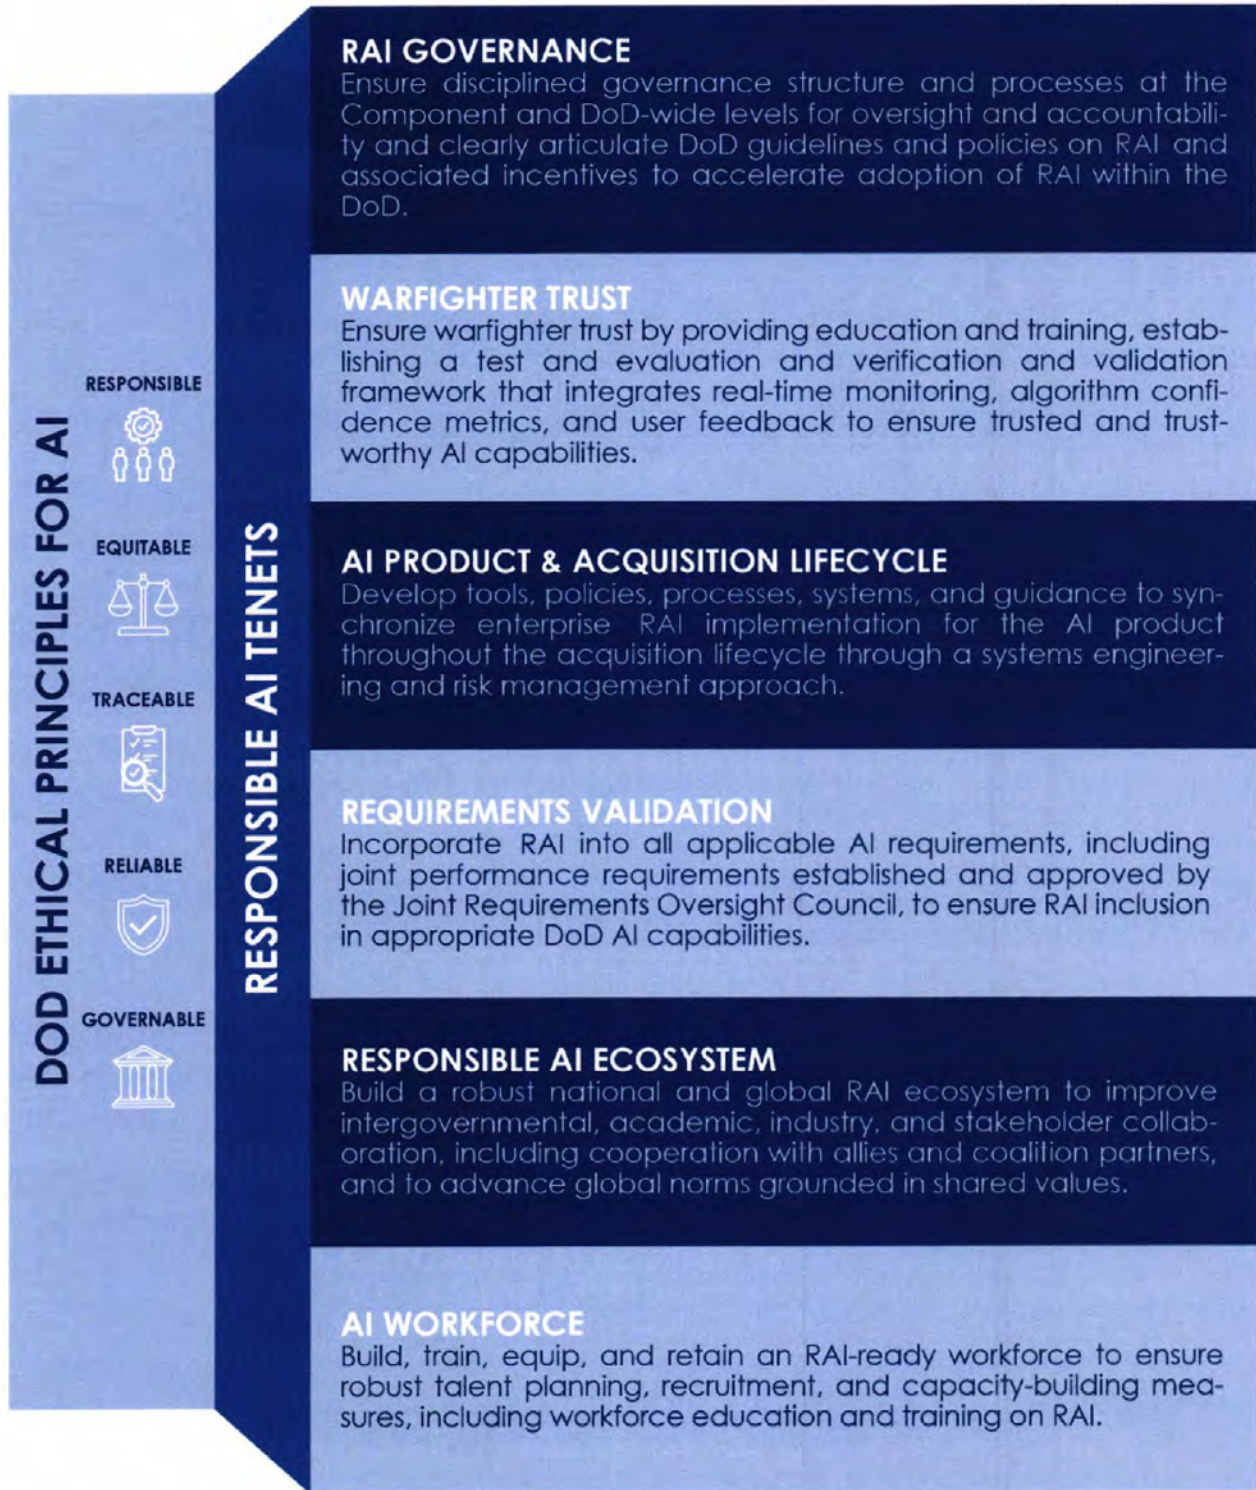 DOD ETHICAL PRINCIPLES FOR AI
RESPONSIBLE
EQUITABLE
TRACEABLE
RELIABLE
GOVERNABLE
RESPONSIBLE AI TENETS
RAI GOVERNANCE
Ensure disciplined governance structure and processes at the
Component and DoD-wide levels for oversight and accountabili-
ty and clearly articulate DoD guidelines and policies on RAI and
associated incentives to accelerate adoption of RAI within the
DoD.
WARFIGHTER TRUST
Ensure warfighter trust by providing education and training, estab-
lishing a test and evaluation and verification and validation
framework that integrates real-time monitoring, algorithm confi-
dence metrics, and user feedback to ensure trusted and trust-
worthy AI capabilities.
AI PRODUCT & ACQUISITION LIFECYCLE
Develop tools, policies, processes, systems, and guidance to syn-
chronize enterprise RAI implementation for the AI product
throughout the acquisition lifecycle through a systems engineer-
ing and risk management approach.
REQUIREMENTS VALIDATION
Incorporate RAI into all applicable AI requirements, including
joint performance requirements established and approved by
the Joint Requirements Oversight Council, to ensure RAI inclusion
in appropriate DoD AI capabilities.
RESPONSIBLE AI ECOSYSTEM
Build a robust national and global RAI ecosystem to improve
intergovernmental, academic, industry, and stakeholder collab-
oration, including cooperation with allies and coalition partners,
and to advance global norms grounded in shared values.
AI WORKFORCE
Build, train, equip, and retain an RAI-ready workforce to ensure
robust talent planning, recruitment, and capacity-building mea-
sures, including workforce education and training on RAI.